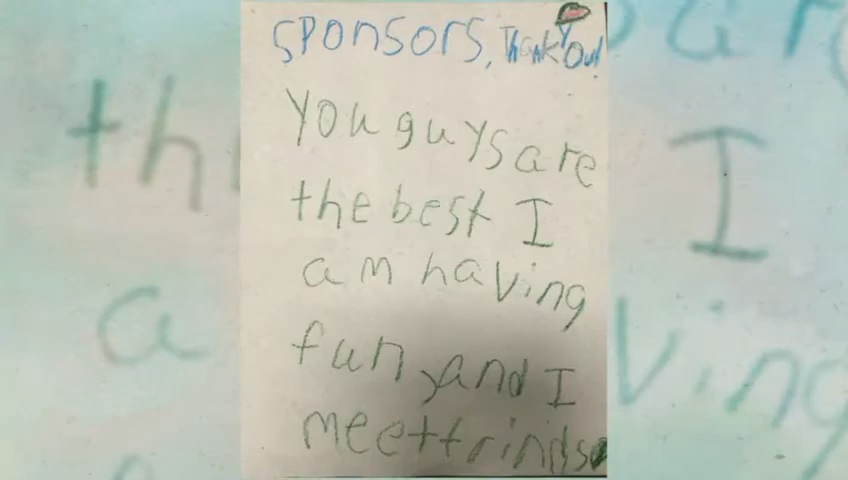 Sponsors, Thank You!
You guys are
the best I
am having
fun, and I
meet frinds